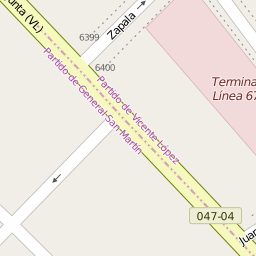 unta (VL)
Zapala
6399
6400
Partido de Vicente López
Partido de General San Martín
Termina
Línea 67
047-04
Juan